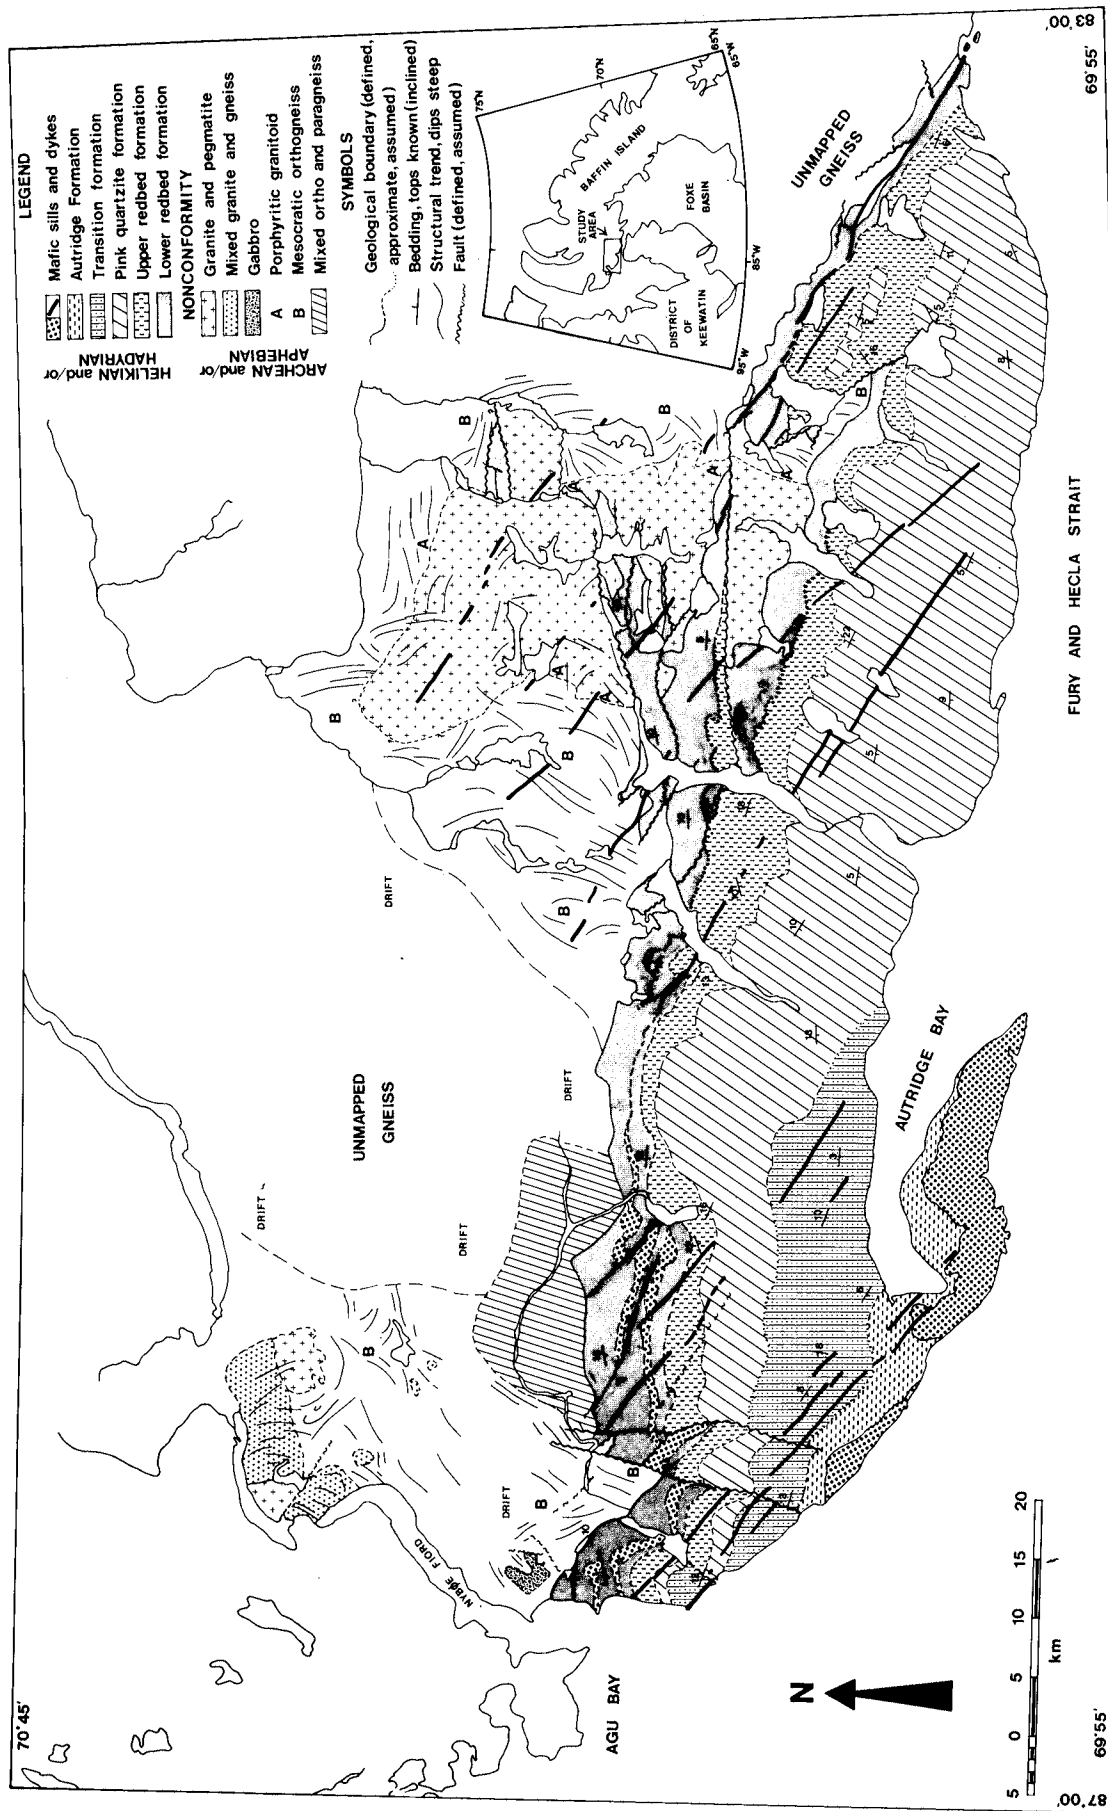 LEGEND
Mafic sills and dykes
Autridge Formation
Transition formation
Pink quartzite formation
Upper redbed formation
Lower redbed formation
HELIKIAN and/or
HADYRIAN
NONCONFORMITY
Granite and pegmatite
Mixed granite and gneiss
Gabbro
A Porphyritic granitoid
B Mesocratic orthogneiss
Mixed ortho and paragneiss
ARCHEAN and/or
APHEBIAN
SYMBOLS
Geological boundary (defined,
approximate, assumed)
Bedding, tops known (inclined)
Structural trend, dips steep
Fault (defined, assumed)
75°N
70°N
65°N
65°N
95°W
85°W
BAFFIN ISLAND
STUDY
AREA
FOXE
BASIN
DISTRICT
OF
KEEWATIN
70°45'
87°00'
69°55'
83°00'
69°55'
UNMAPPED
GNEISS
UNMAPPED
GNEISS
DRIFT
DRIFT
DRIFT
DRIFT
DRIFT
B
B
B
B
B
B
B
B
B
B
A
A
A
A
A
A
NYBØE FIORD
AGU BAY
AUTRIDGE BAY
FURY AND HECLA STRAIT
N
5 0 5 10 15 20
km